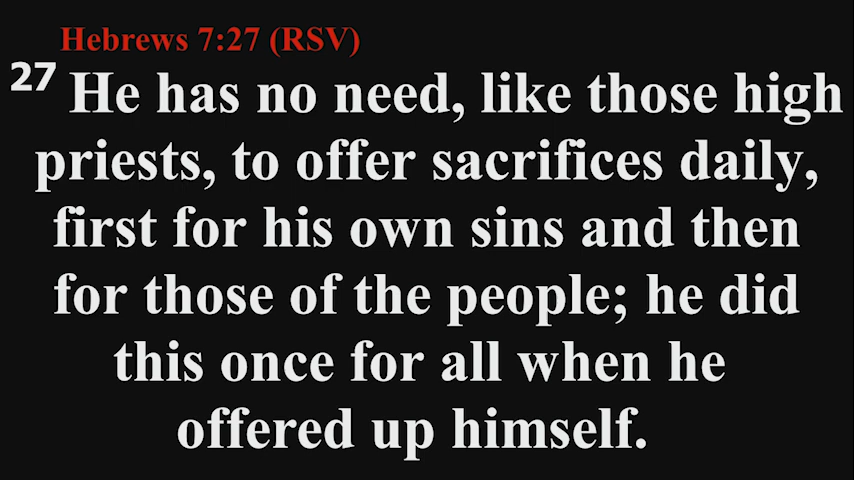 Hebrews 7:27 (RSV)
27 He has no need, like those high
priests, to offer sacrifices daily,
first for his own sins and then
for those of the people; he did
this once for all when he
offered up himself.